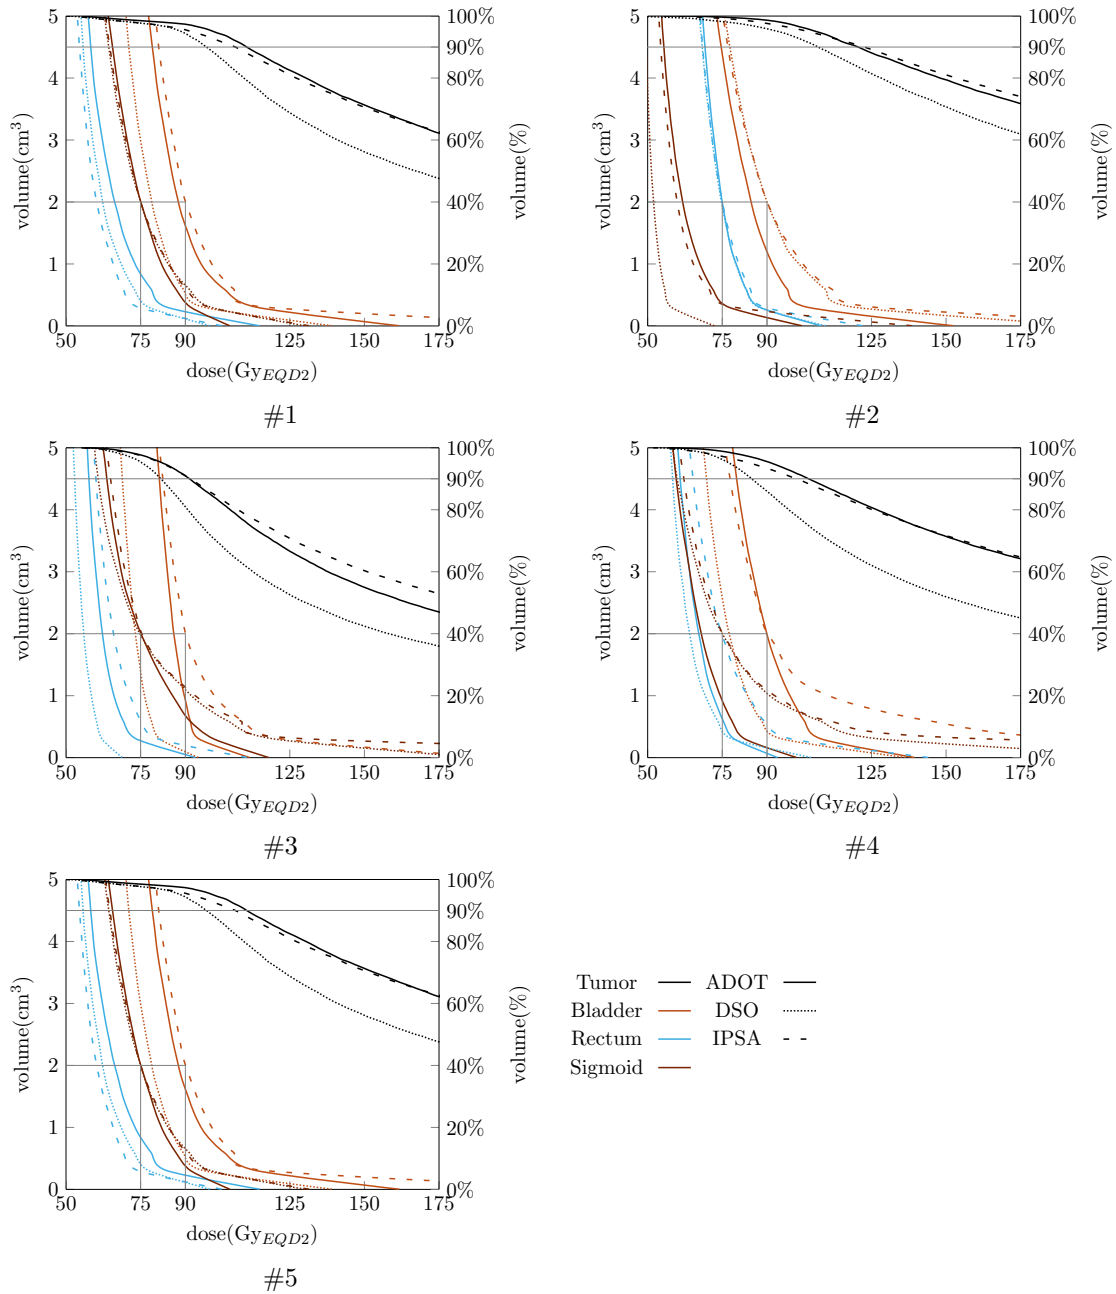 volume(cm³)
5
4
3
2
1
0
100%
90%
80%
60%
40%
20%
0%
volume(%)
50 75 90 125 150 175
dose(Gy_EQD2)
#1
volume(cm³)
5
4
3
2
1
0
100%
90%
80%
60%
40%
20%
0%
volume(%)
50 75 90 125 150 175
dose(Gy_EQD2)
#2
volume(cm³)
5
4
3
2
1
0
100%
90%
80%
60%
40%
20%
0%
volume(%)
50 75 90 125 150 175
dose(Gy_EQD2)
#3
volume(cm³)
5
4
3
2
1
0
100%
90%
80%
60%
40%
20%
0%
volume(%)
50 75 90 125 150 175
dose(Gy_EQD2)
#4
volume(cm³)
5
4
3
2
1
0
100%
90%
80%
60%
40%
20%
0%
volume(%)
50 75 90 125 150 175
dose(Gy_EQD2)
#5
Tumor ADOT
Bladder DSO
Rectum IPSA
Sigmoid